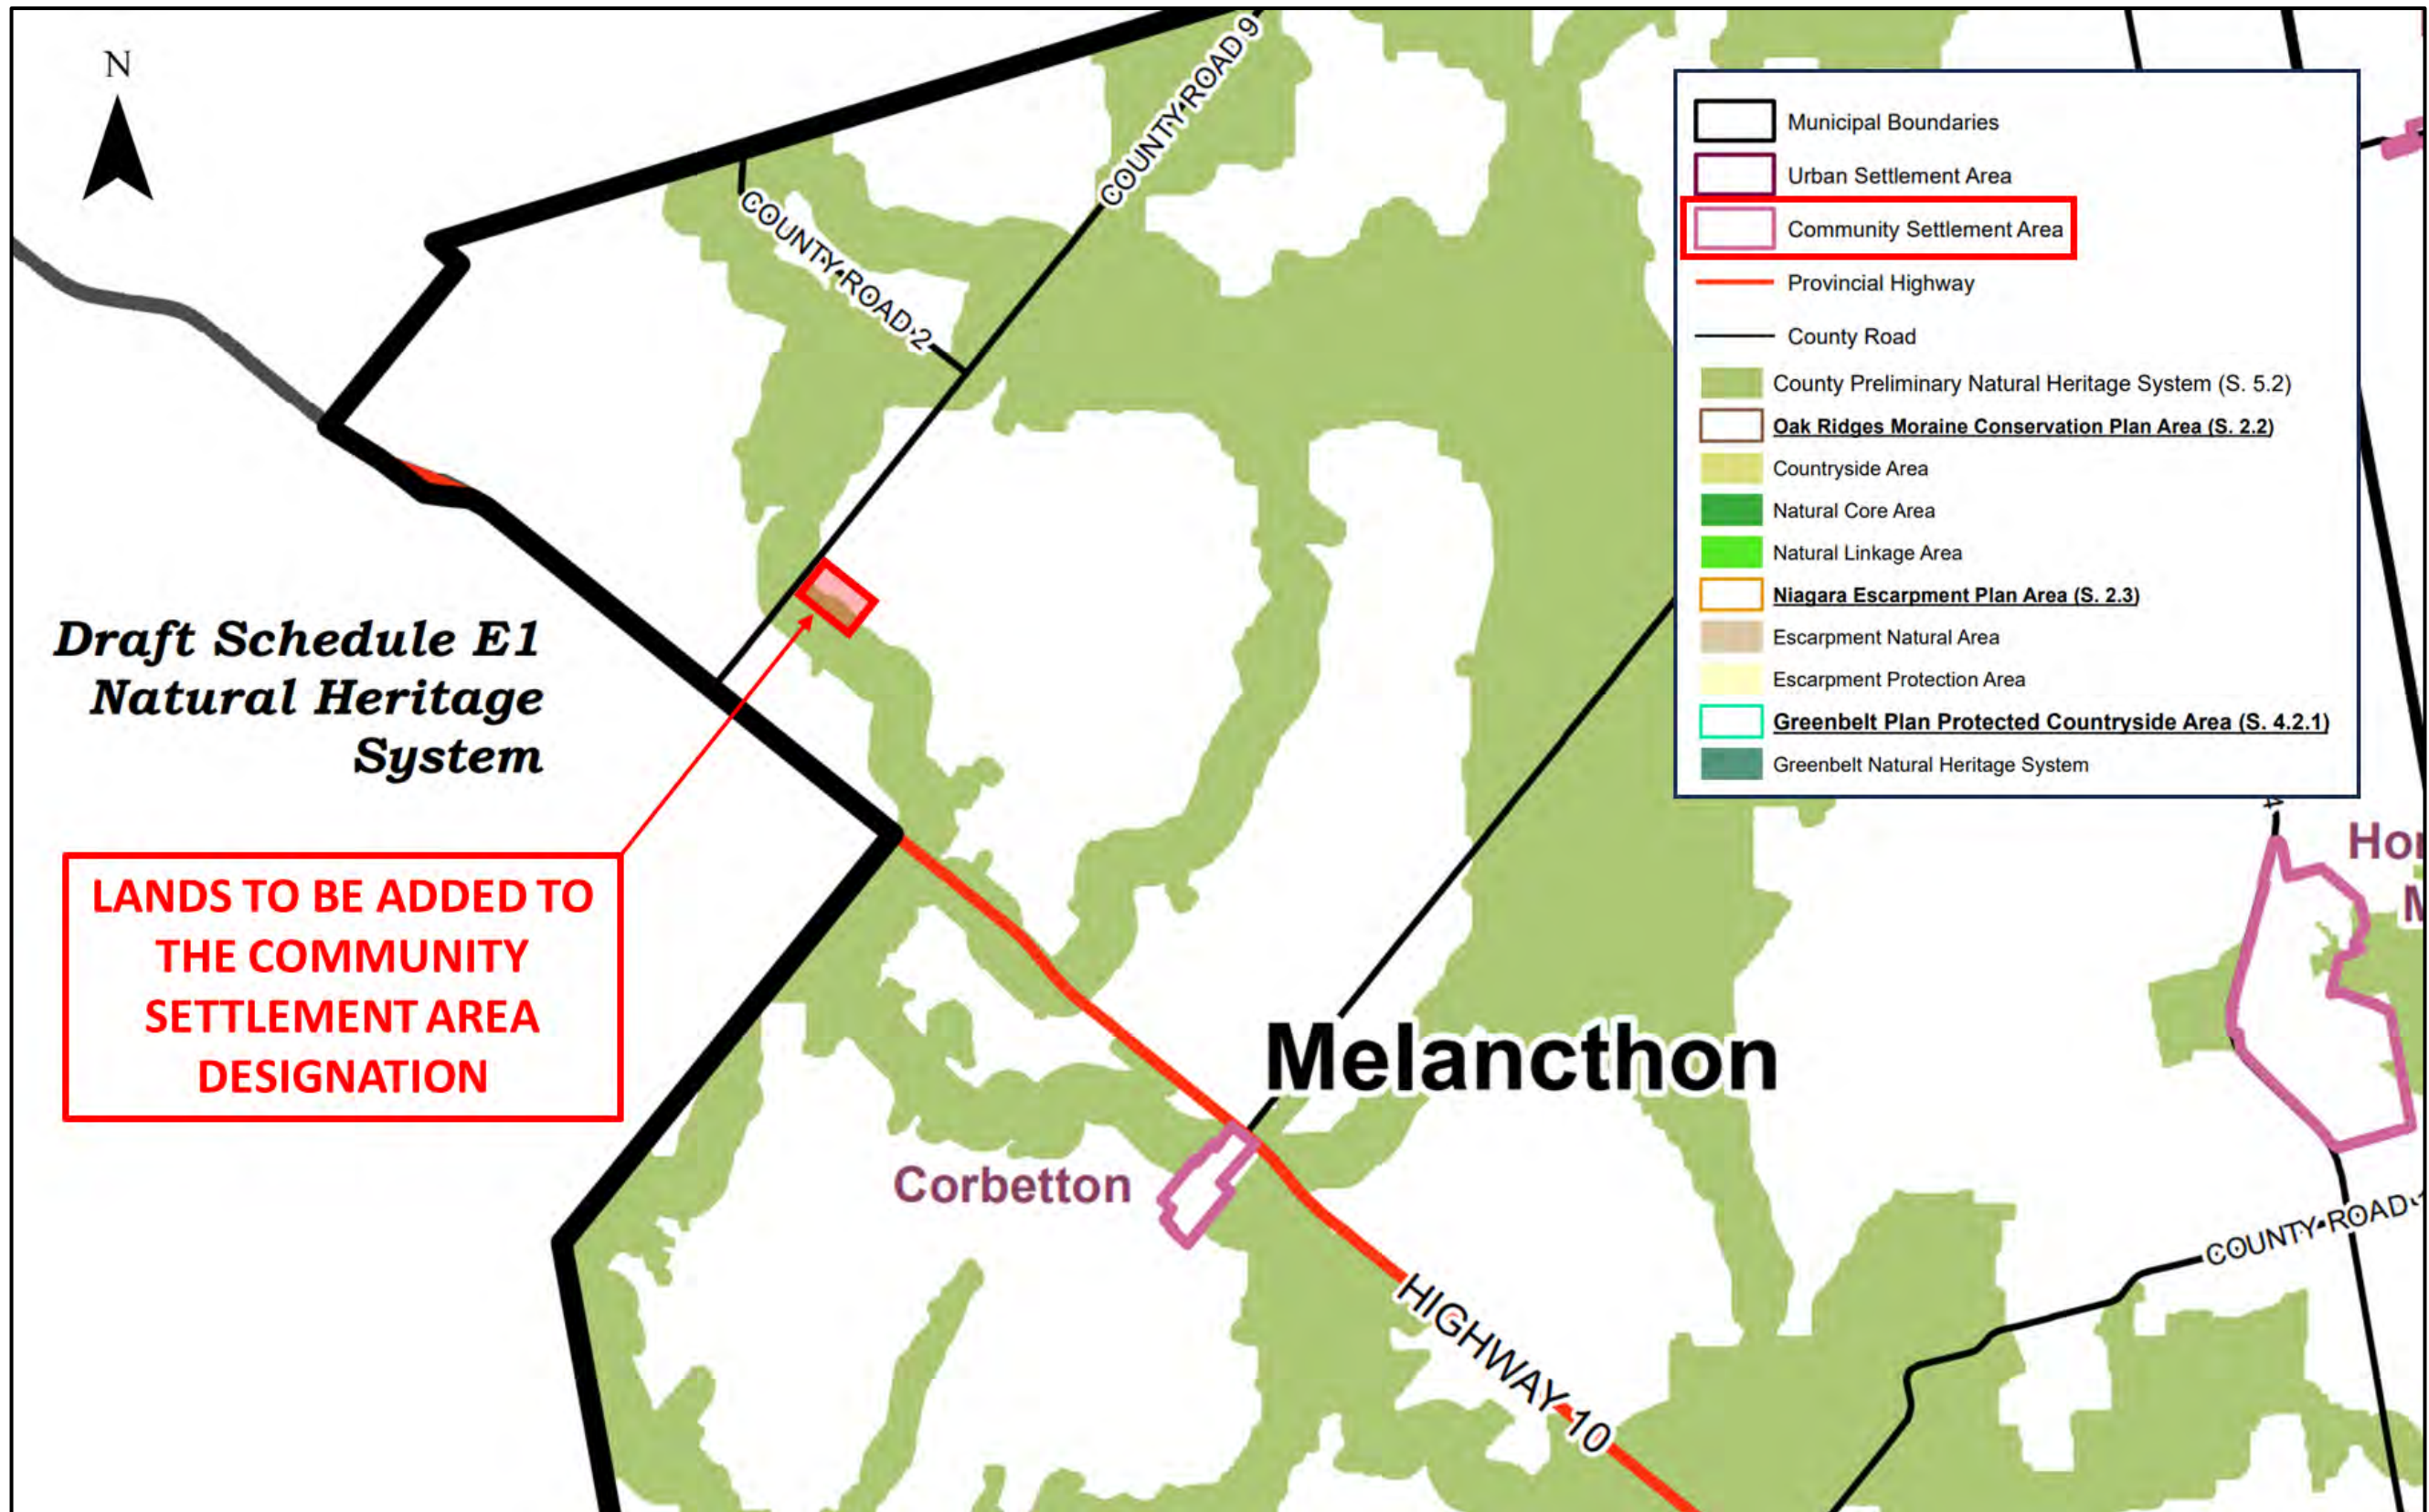 N
COUNTY ROAD 9
COUNTY ROAD 2
Municipal Boundaries
Urban Settlement Area
Community Settlement Area
Provincial Highway
County Road
County Preliminary Natural Heritage System (S. 5.2)
Oak Ridges Moraine Conservation Plan Area (S. 2.2)
Countryside Area
Natural Core Area
Natural Linkage Area
Niagara Escarpment Plan Area (S. 2.3)
Escarpment Natural Area
Escarpment Protection Area
Greenbelt Plan Protected Countryside Area (S. 4.2.1)
Greenbelt Natural Heritage System
Draft Schedule E1
Natural Heritage
System
LANDS TO BE ADDED TO
THE COMMUNITY
SETTLEMENT AREA
DESIGNATION
Melancthon
Corbetton
HIGHWAY 10
COUNTY ROAD